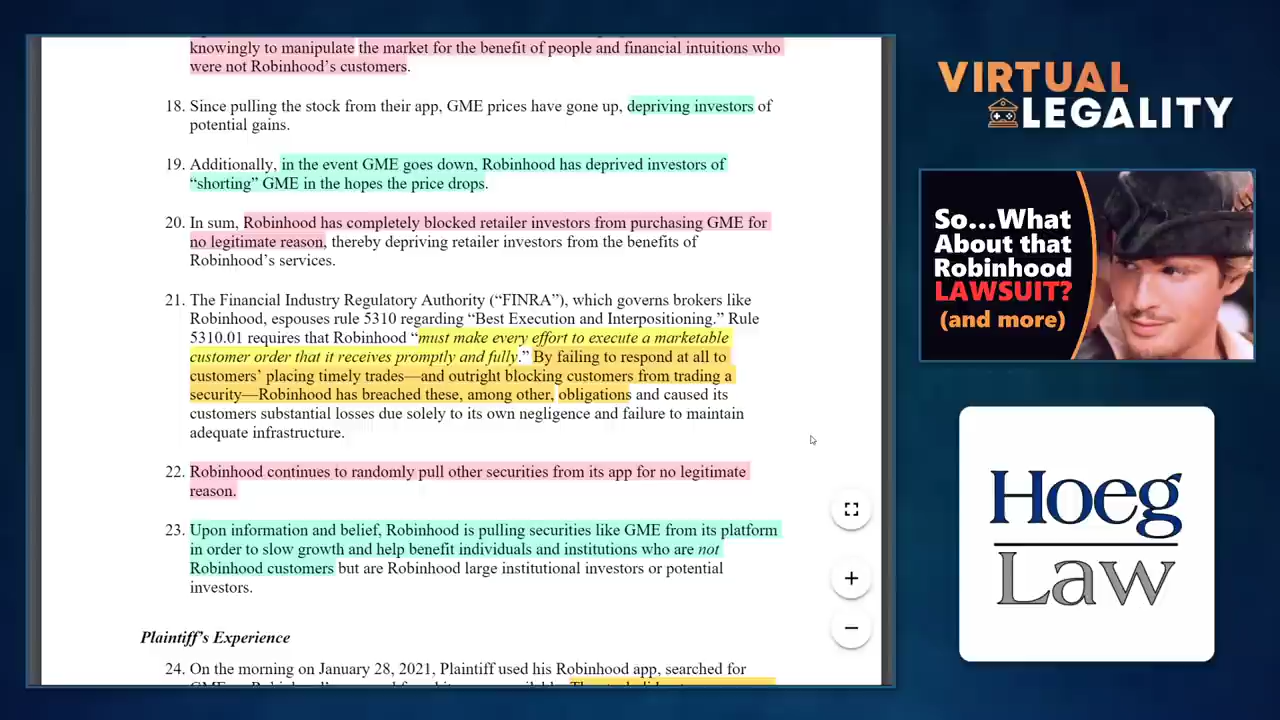 knowingly to manipulate the market for the benefit of people and financial intuitions who
were not Robinhood's customers.
18. Since pulling the stock from their app, GME prices have gone up, depriving investors of
potential gains.
19. Additionally, in the event GME goes down, Robinhood has deprived investors of
“shorting” GME in the hopes the price drops.
20. In sum, Robinhood has completely blocked retailer investors from purchasing GME for
no legitimate reason, thereby depriving retailer investors from the benefits of
Robinhood's services.
21. The Financial Industry Regulatory Authority (“FINRA”), which governs brokers like
Robinhood, espouses rule 5310 regarding “Best Execution and Interpositioning.” Rule
5310.01 requires that Robinhood “must make every effort to execute a marketable
customer order that it receives promptly and fully.” By failing to respond at all to
customers' placing timely trades—and outright blocking customers from trading a
security—Robinhood has breached these, among other, obligations and caused its
customers substantial losses due solely to its own negligence and failure to maintain
adequate infrastructure.
22. Robinhood continues to randomly pull other securities from its app for no legitimate
reason.
23. Upon information and belief, Robinhood is pulling securities like GME from its platform
in order to slow growth and help benefit individuals and institutions who are not
Robinhood customers but are Robinhood large institutional investors or potential
investors.
Plaintiff's Experience
24. On the morning on January 28, 2021, Plaintiff used his Robinhood app, searched for
VIRTUAL
LEGALITY
So...What
About that
Robinhood
LAWSUIT?
(and more)
Hoeg
Law